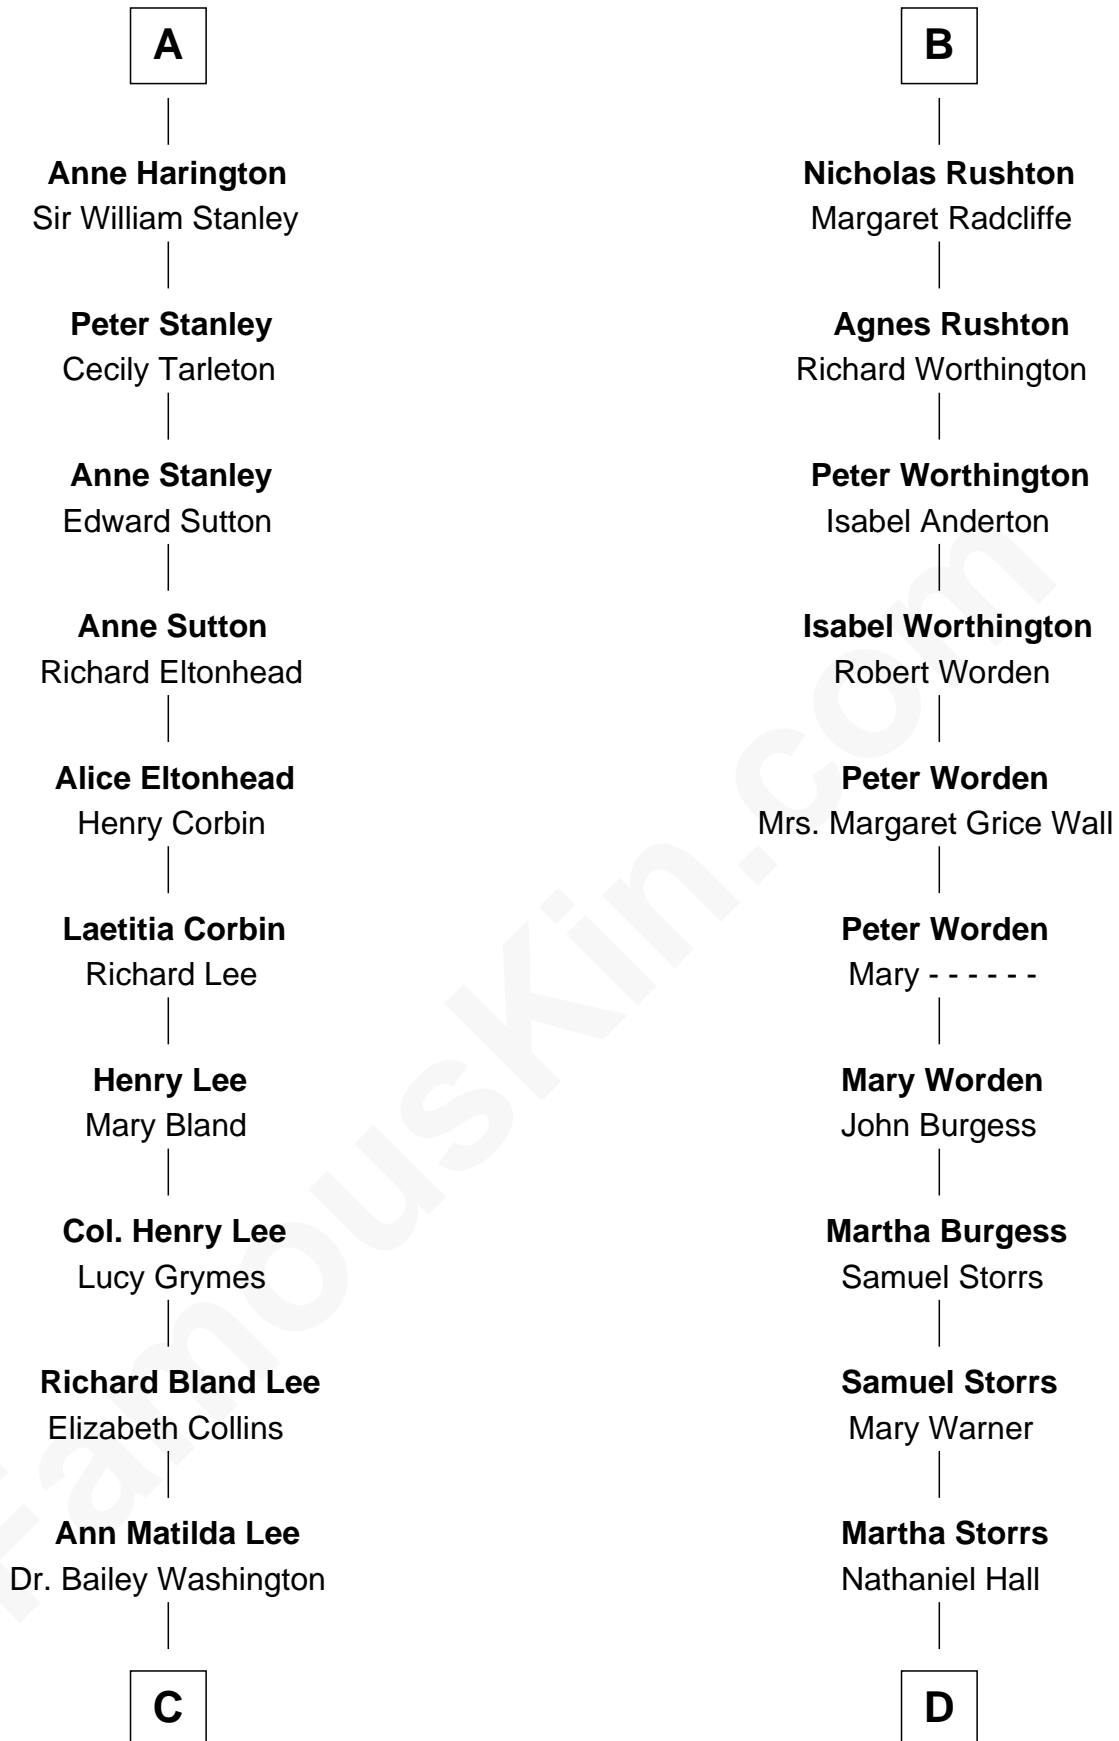 A
Anne Harington
Sir William Stanley
Peter Stanley
Cecily Tarleton
Anne Stanley
Edward Sutton
Anne Sutton
Richard Eltonhead
Alice Eltonhead
Henry Corbin
Laetitia Corbin
Richard Lee
Henry Lee
Mary Bland
Col. Henry Lee
Lucy Grymes
Richard Bland Lee
Elizabeth Collins
Ann Matilda Lee
Dr. Bailey Washington
C
B
Nicholas Rushton
Margaret Radcliffe
Agnes Rushton
Richard Worthington
Peter Worthington
Isabel Anderton
Isabel Worthington
Robert Worden
Peter Worden
Mrs. Margaret Grice Wall
Peter Worden
Mary - - - - - -
Mary Worden
John Burgess
Martha Burgess
Samuel Storrs
Samuel Storrs
Mary Warner
Martha Storrs
Nathaniel Hall
D
FamousKin.com